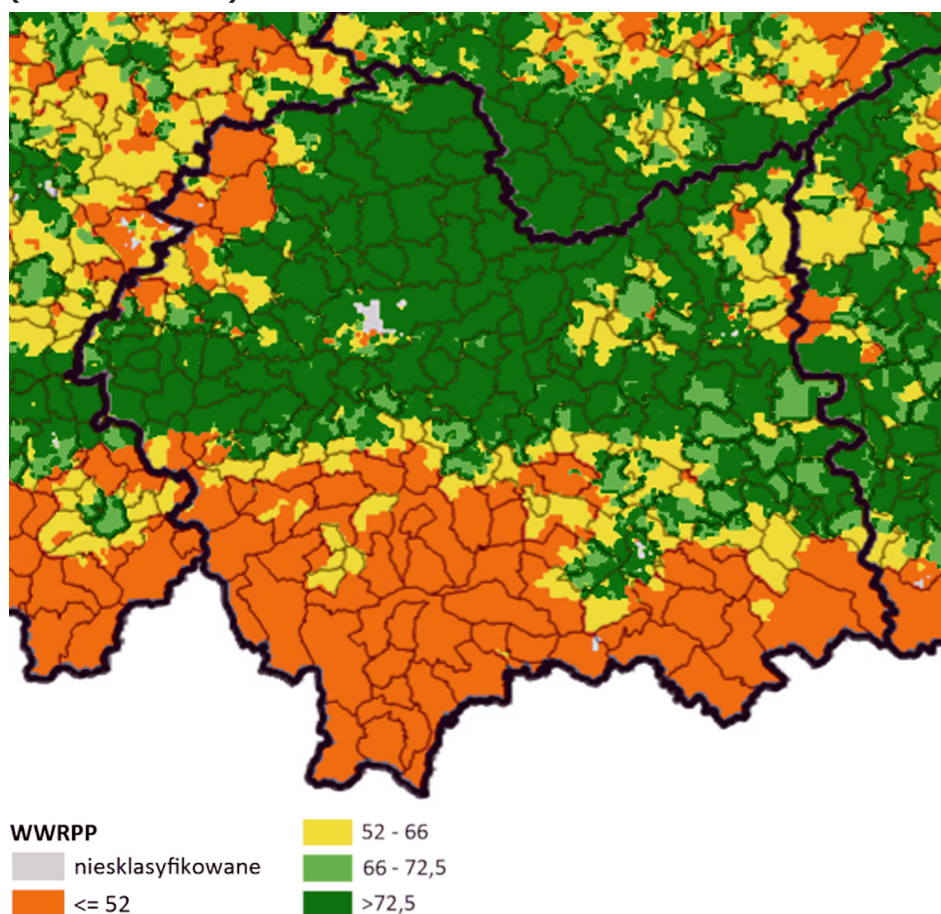 WWRPP
niesklasyfikowane
<= 52
52 - 66
66 - 72,5
>72,5